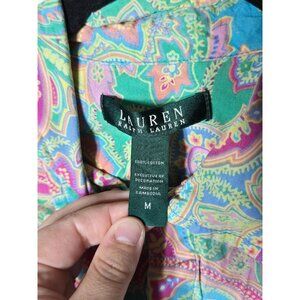 LAUREN
RALPH LAUREN
100% COTTON
EXCLUSIVE OF
DECORATION
MADE IN
CAMBODIA
M